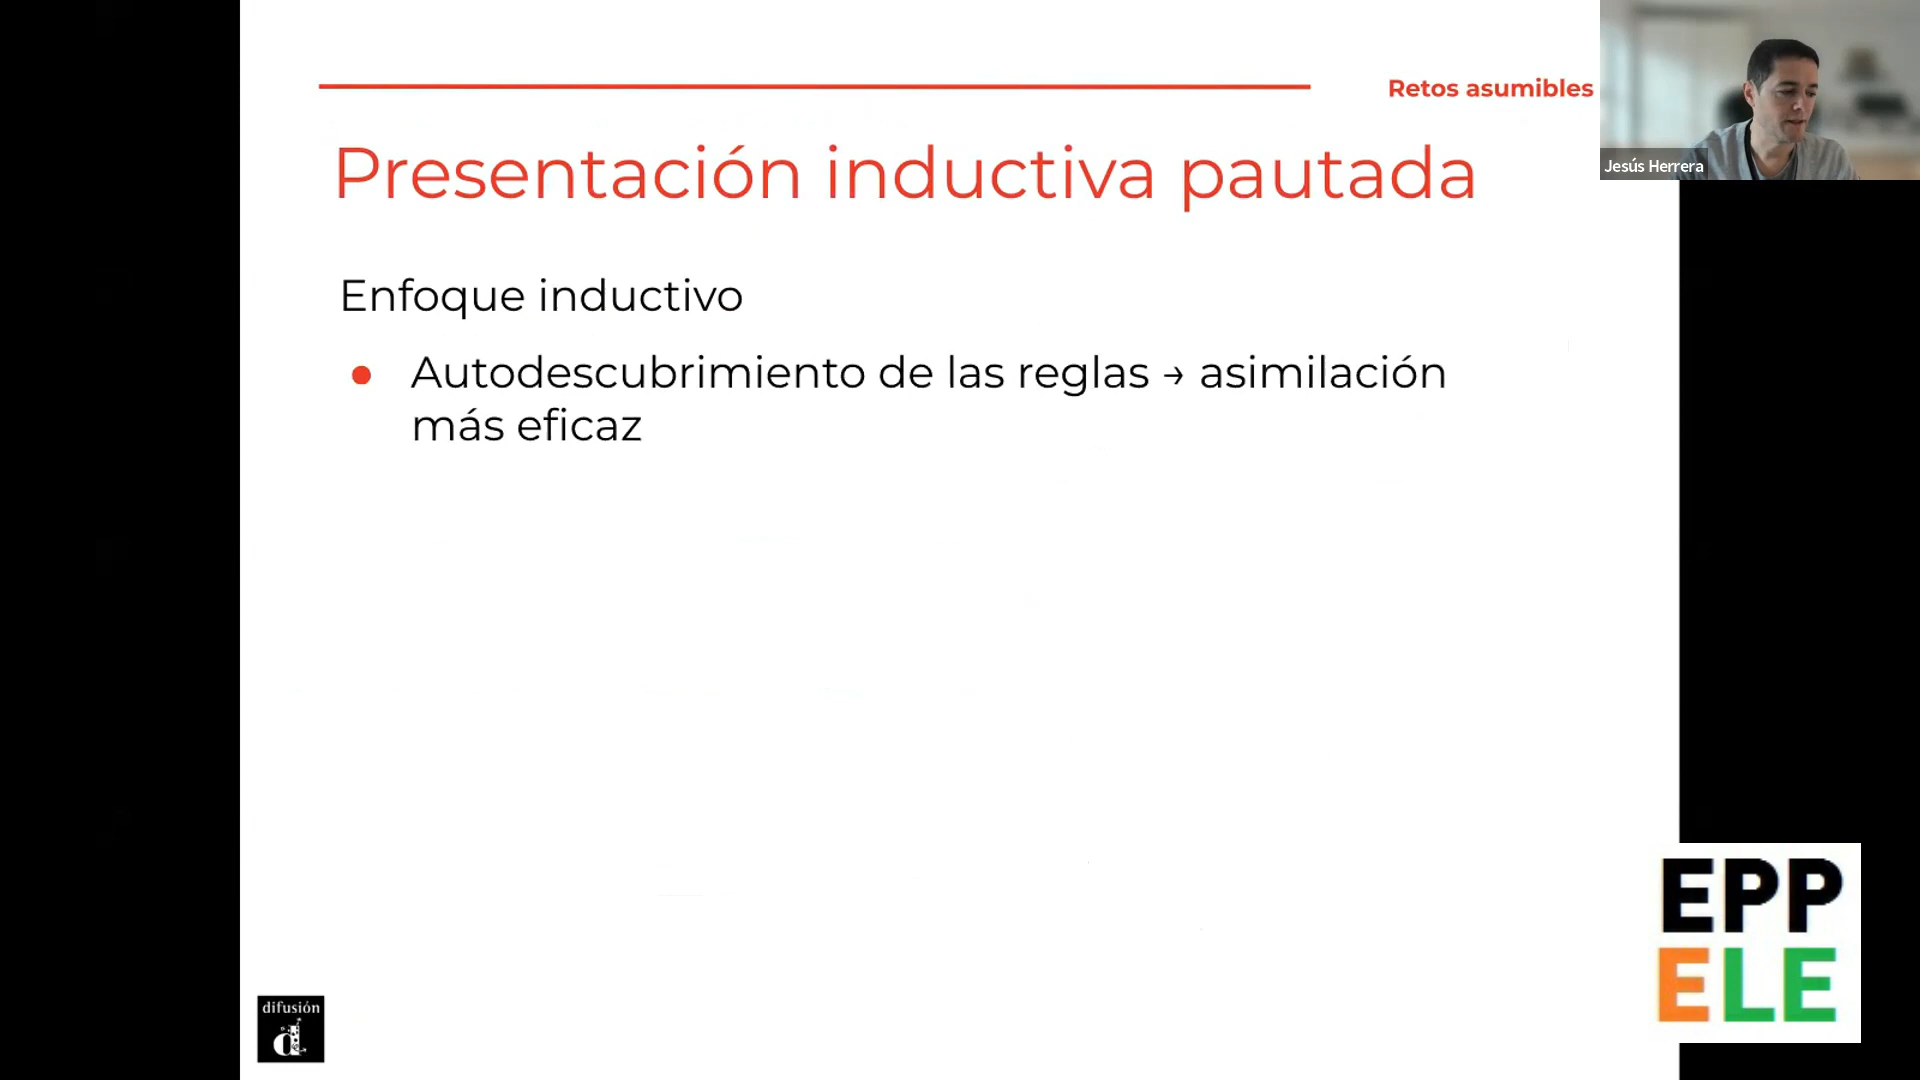 Retos asumibles
Jesús Herrera
Presentación inductiva pautada
Enfoque inductivo
● Autodescubrimiento de las reglas → asimilación
más eficaz
difusión
d
EPP
ELE